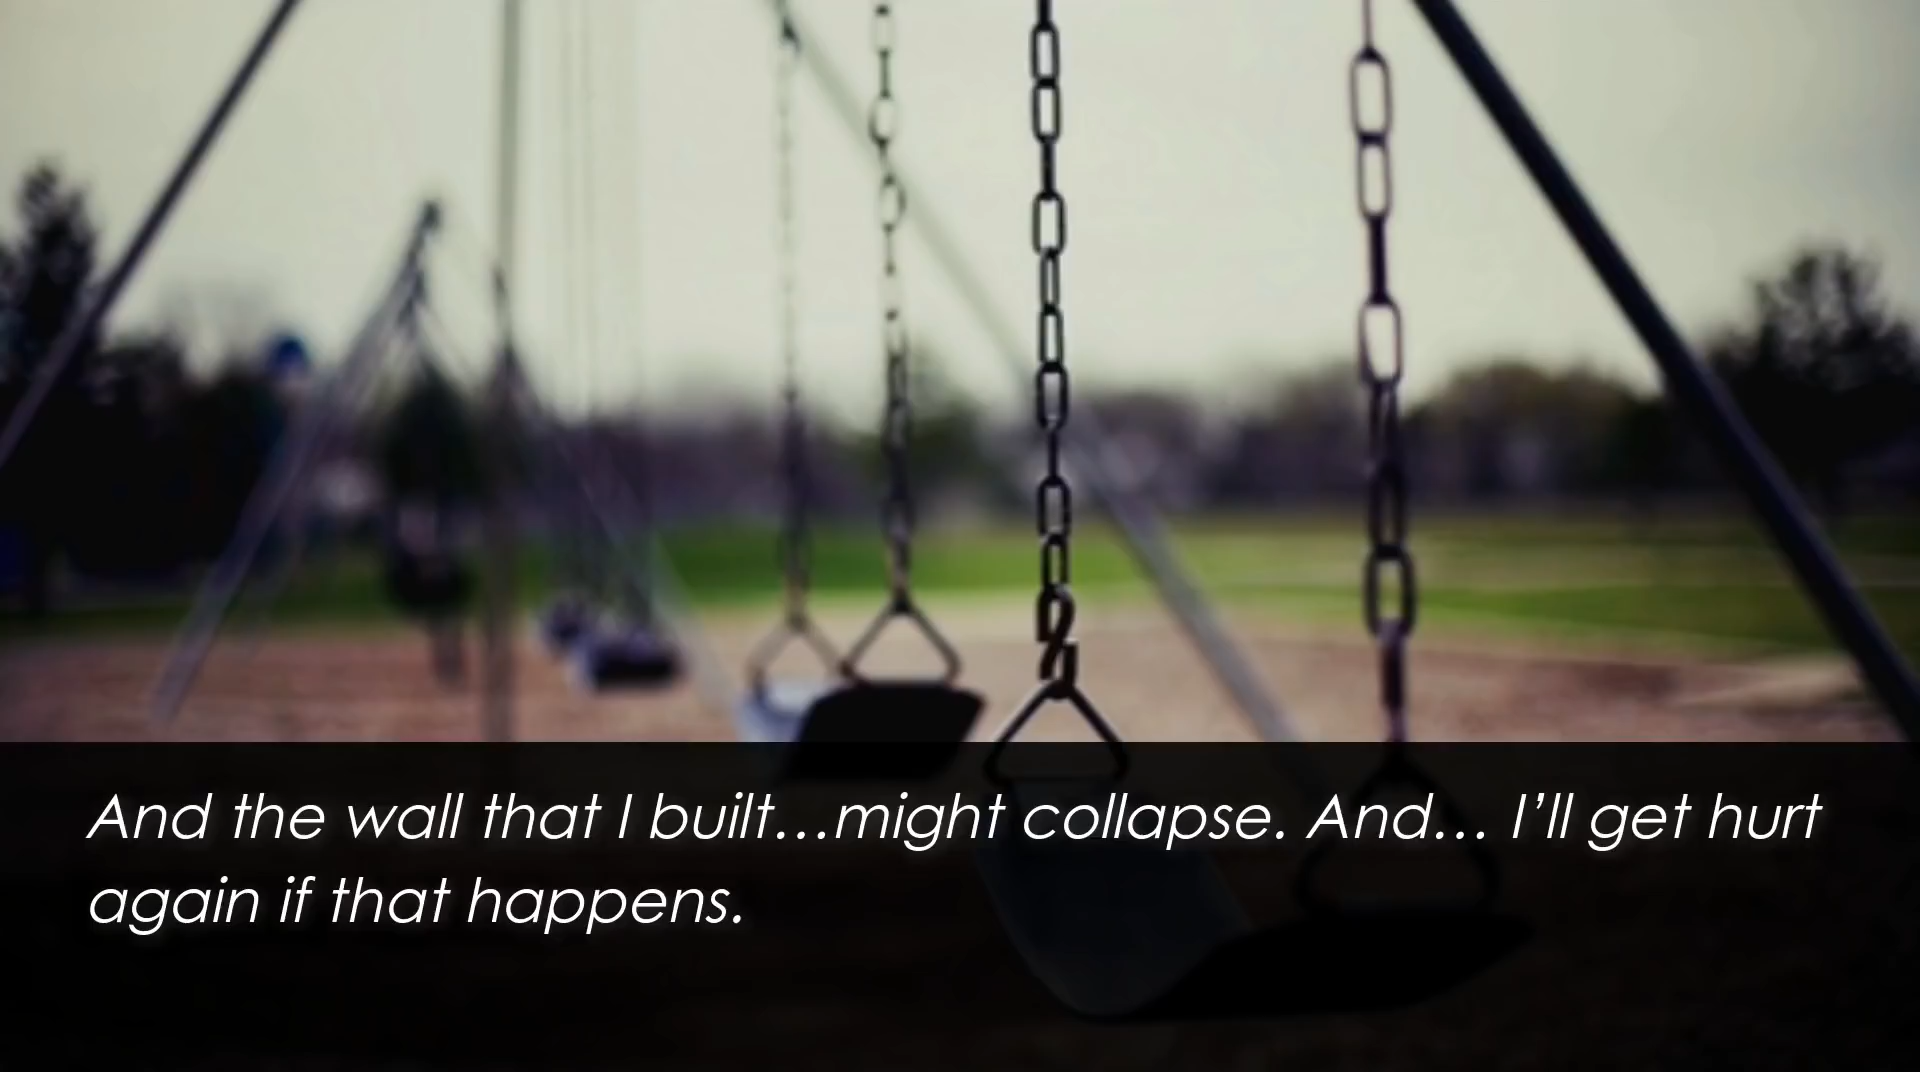 And the wall that I built…might collapse. And… I’ll get hurt
again if that happens.